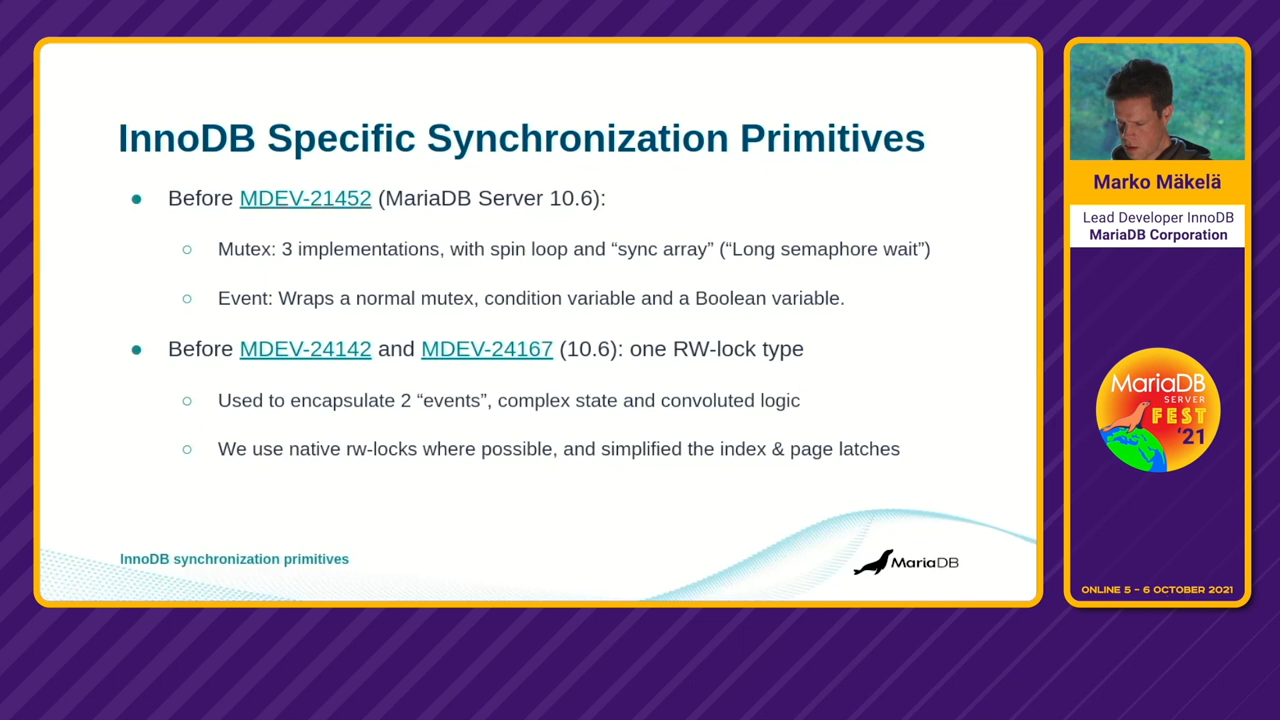 InnoDB Specific Synchronization Primitives
● Before MDEV-21452 (MariaDB Server 10.6):
○ Mutex: 3 implementations, with spin loop and “sync array” (“Long semaphore wait”)
○ Event: Wraps a normal mutex, condition variable and a Boolean variable.
● Before MDEV-24142 and MDEV-24167 (10.6): one RW-lock type
○ Used to encapsulate 2 “events”, complex state and convoluted logic
○ We use native rw-locks where possible, and simplified the index & page latches
InnoDB synchronization primitives
MariaDB
Marko Mäkelä
Lead Developer InnoDB
MariaDB Corporation
MariaDB
SERVER
FEST
‘21
ONLINE 5 - 6 OCTOBER 2021